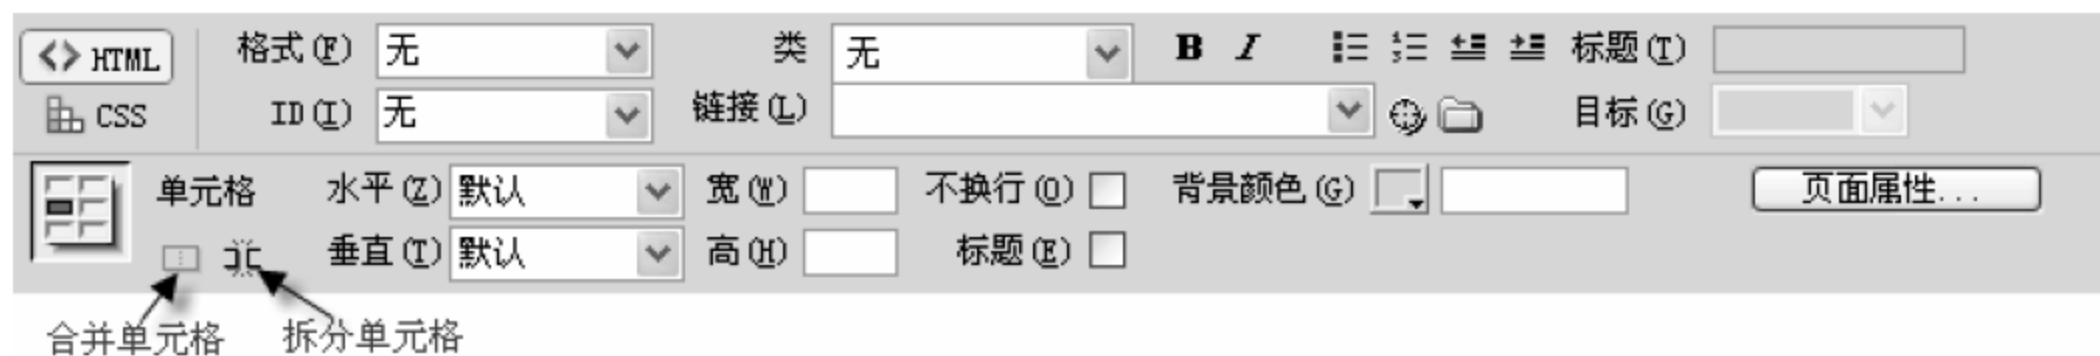 HTML 格式(F) 无 类 无 B I 标题(T)
CSS ID(I) 无 链接(L) 目标(G)
单元格 水平(Z) 默认 宽(W) 不换行(O) 背景颜色(G) 页面属性...
垂直(T) 默认 高(H) 标题(E)
合并单元格 拆分单元格